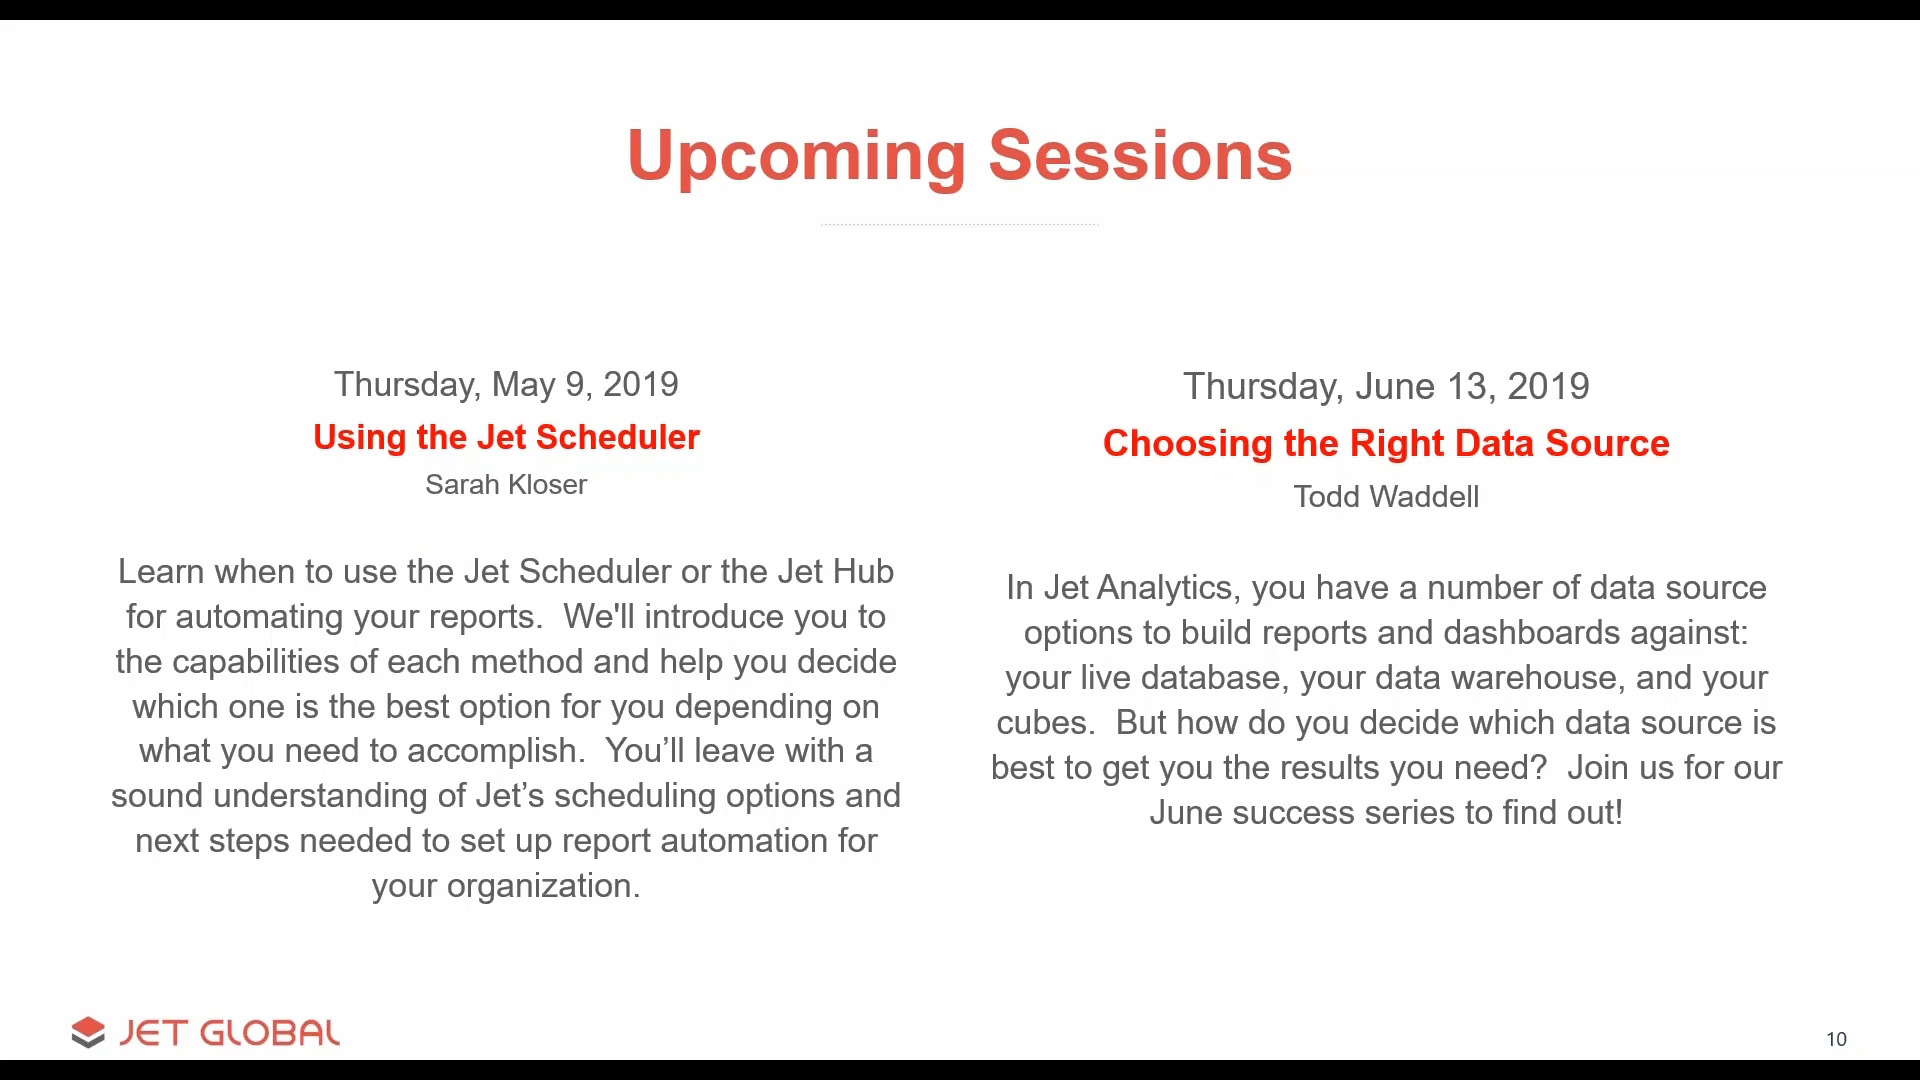 Upcoming Sessions
Thursday, May 9, 2019
Using the Jet Scheduler
Sarah Kloser
Learn when to use the Jet Scheduler or the Jet Hub
for automating your reports.  We'll introduce you to
the capabilities of each method and help you decide
which one is the best option for you depending on
what you need to accomplish.  You’ll leave with a
sound understanding of Jet’s scheduling options and
next steps needed to set up report automation for
your organization.
Thursday, June 13, 2019
Choosing the Right Data Source
Todd Waddell
In Jet Analytics, you have a number of data source
options to build reports and dashboards against:
your live database, your data warehouse, and your
cubes.  But how do you decide which data source is
best to get you the results you need?  Join us for our
June success series to find out!
JET GLOBAL
10